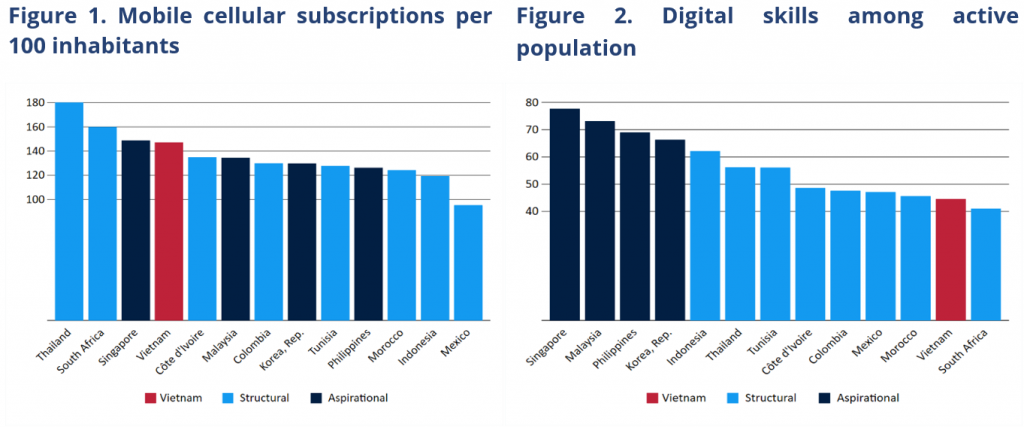 Figure 1. Mobile cellular subscriptions per
100 inhabitants
180
160
140
120
100
Thailand
South Africa
Singapore
Vietnam
Côte d'Ivoire
Malaysia
Colombia
Korea, Rep.
Tunisia
Philippines
Morocco
Indonesia
Mexico
Vietnam Structural Aspirational
Figure 2. Digital skills among active
population
80
70
60
50
40
Singapore
Malaysia
Philippines
Korea, Rep.
Indonesia
Thailand
Tunisia
Côte d'Ivoire
Colombia
Mexico
Morocco
Vietnam
South Africa
Vietnam Structural Aspirational